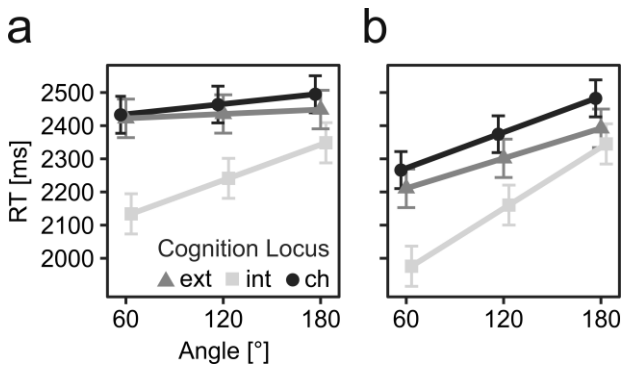 a
b
RT [ms]
2500
2400
2300
2200
2100
2000
Cognition Locus
ext int ch
60 120 180
60 120 180
Angle [°]